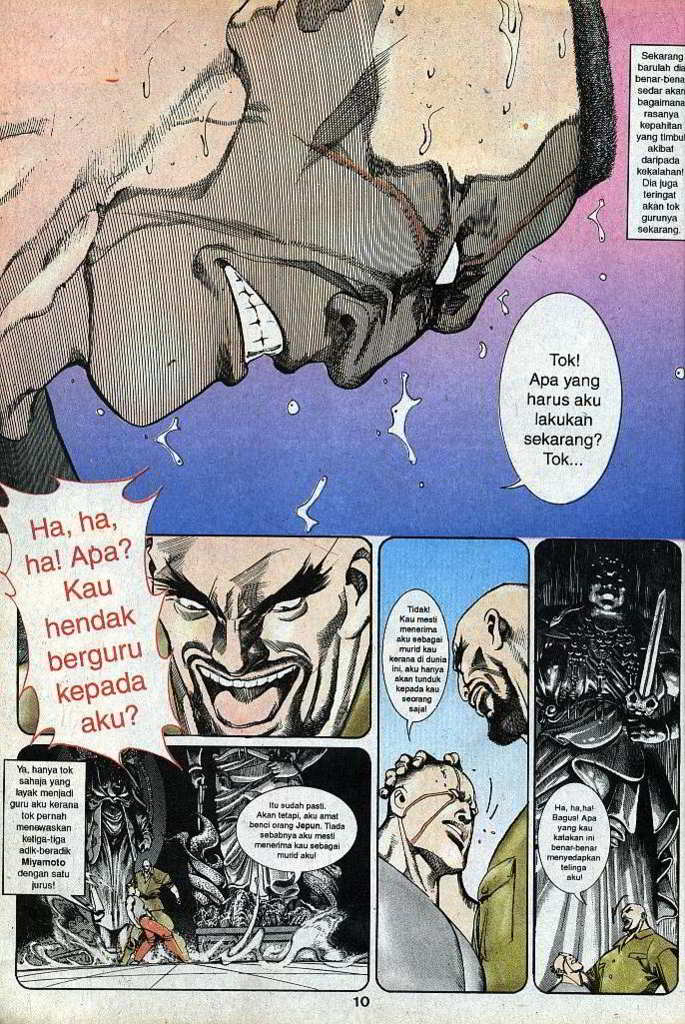 Sekarang
barulah dia
benar-benar
sedar akan
bagaimana
rasanya
kepahitan
yang timbul
akibat
daripada
kekalahan!
Dia juga
teringat
akan tok
gurunya
sekarang.
Tok!
Apa yang
harus aku
lakukan
sekarang?
Tok...
Ha, ha,
ha! Apa?
Kau
hendak
berguru
kepada
aku?
Ya, hanya tok
sahaja yang
layak menjadi
guru aku kerana
tok pernah
menewaskan
ketiga-tiga
adik-beradik
Miyamoto
dengan satu
jurus!
Itu sudah pasti.
Akan tetapi, aku amat
benci orang Jepun. Tiada
sebabnya aku mesti
menerima kau sebagai
murid aku!
Tidak!
Kau mesti
menerima
aku sebagai
murid kau
kerana di dunia
ini, aku hanya
akan tunduk
kepada kau
saja!
Ha, ha,ha!
Bagus! Apa
yang kau
katakan ini
benar-benar
menyedapkan
telinga
aku!
10